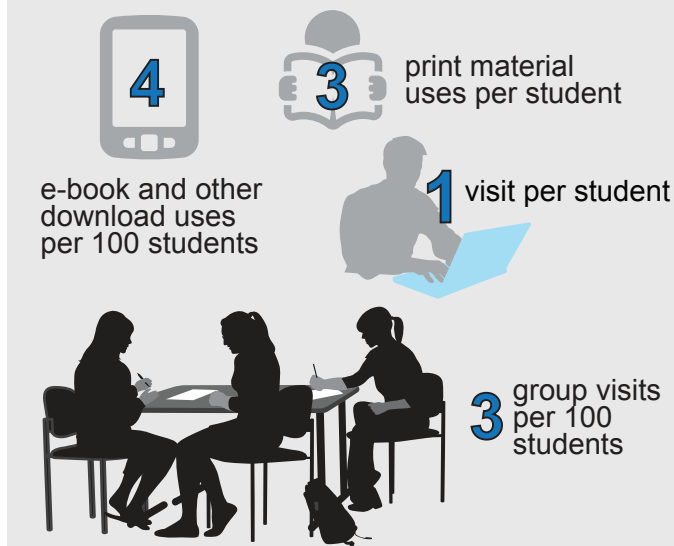 4
e-book and other
download uses
per 100 students
3
print material
uses per student
1
visit per student
3
group visits
per 100
students